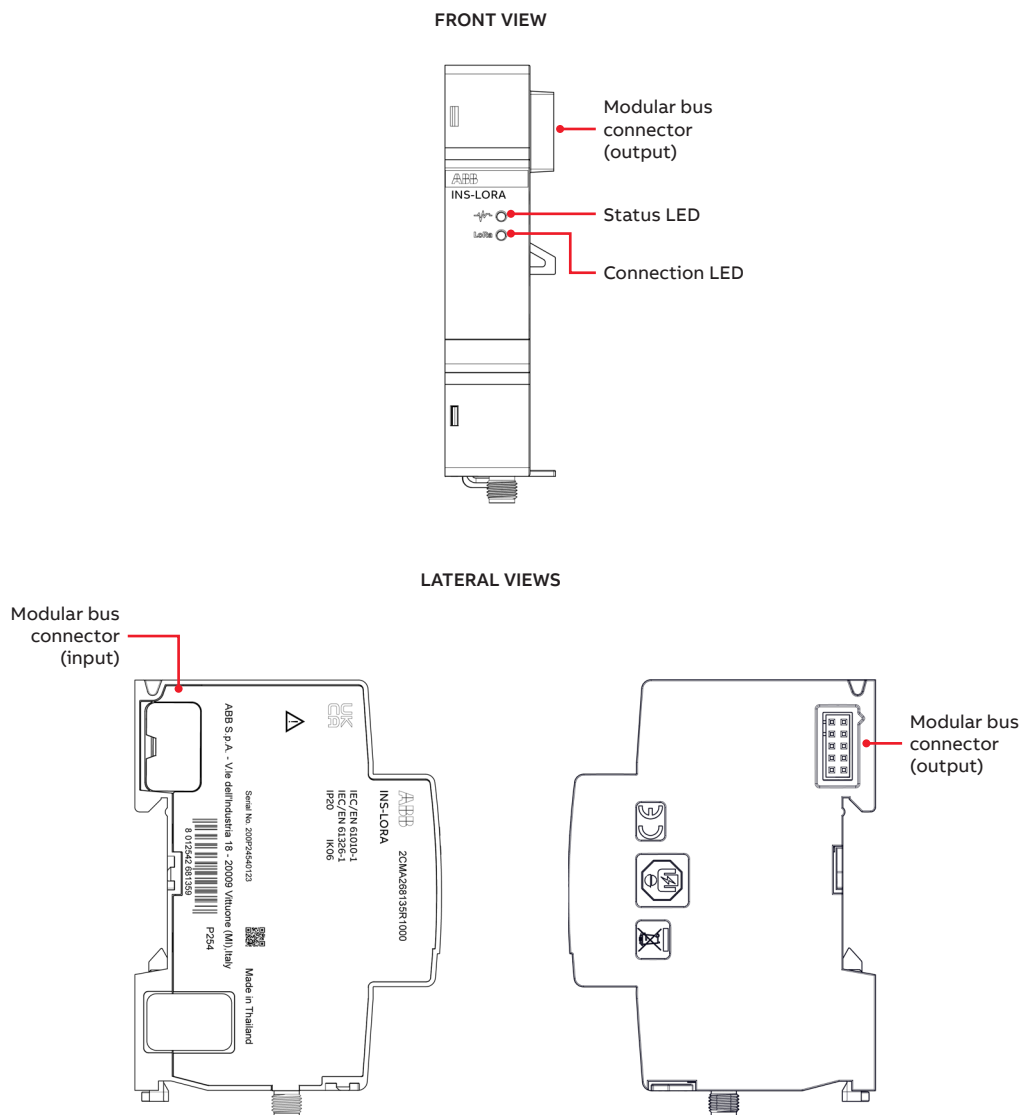 FRONT VIEW
Modular bus
connector
(output)
ABB
INS-LORA
Status LED
LoRa
Connection LED
LATERAL VIEWS
Modular bus
connector
(input)
ABB
2CMA268135R1000
INS-LORA
IEC/EN 61010-1
IEC/EN 61326-1
IP20 IK06
UK
CA
Serial No. 200P24540123
Made in Thailand
ABB S.p.A. - V.le dell'Industria 18 - 20009 Vittuone (MI),Italy
8 012542 681359
P254
Modular bus
connector
(output)
CE